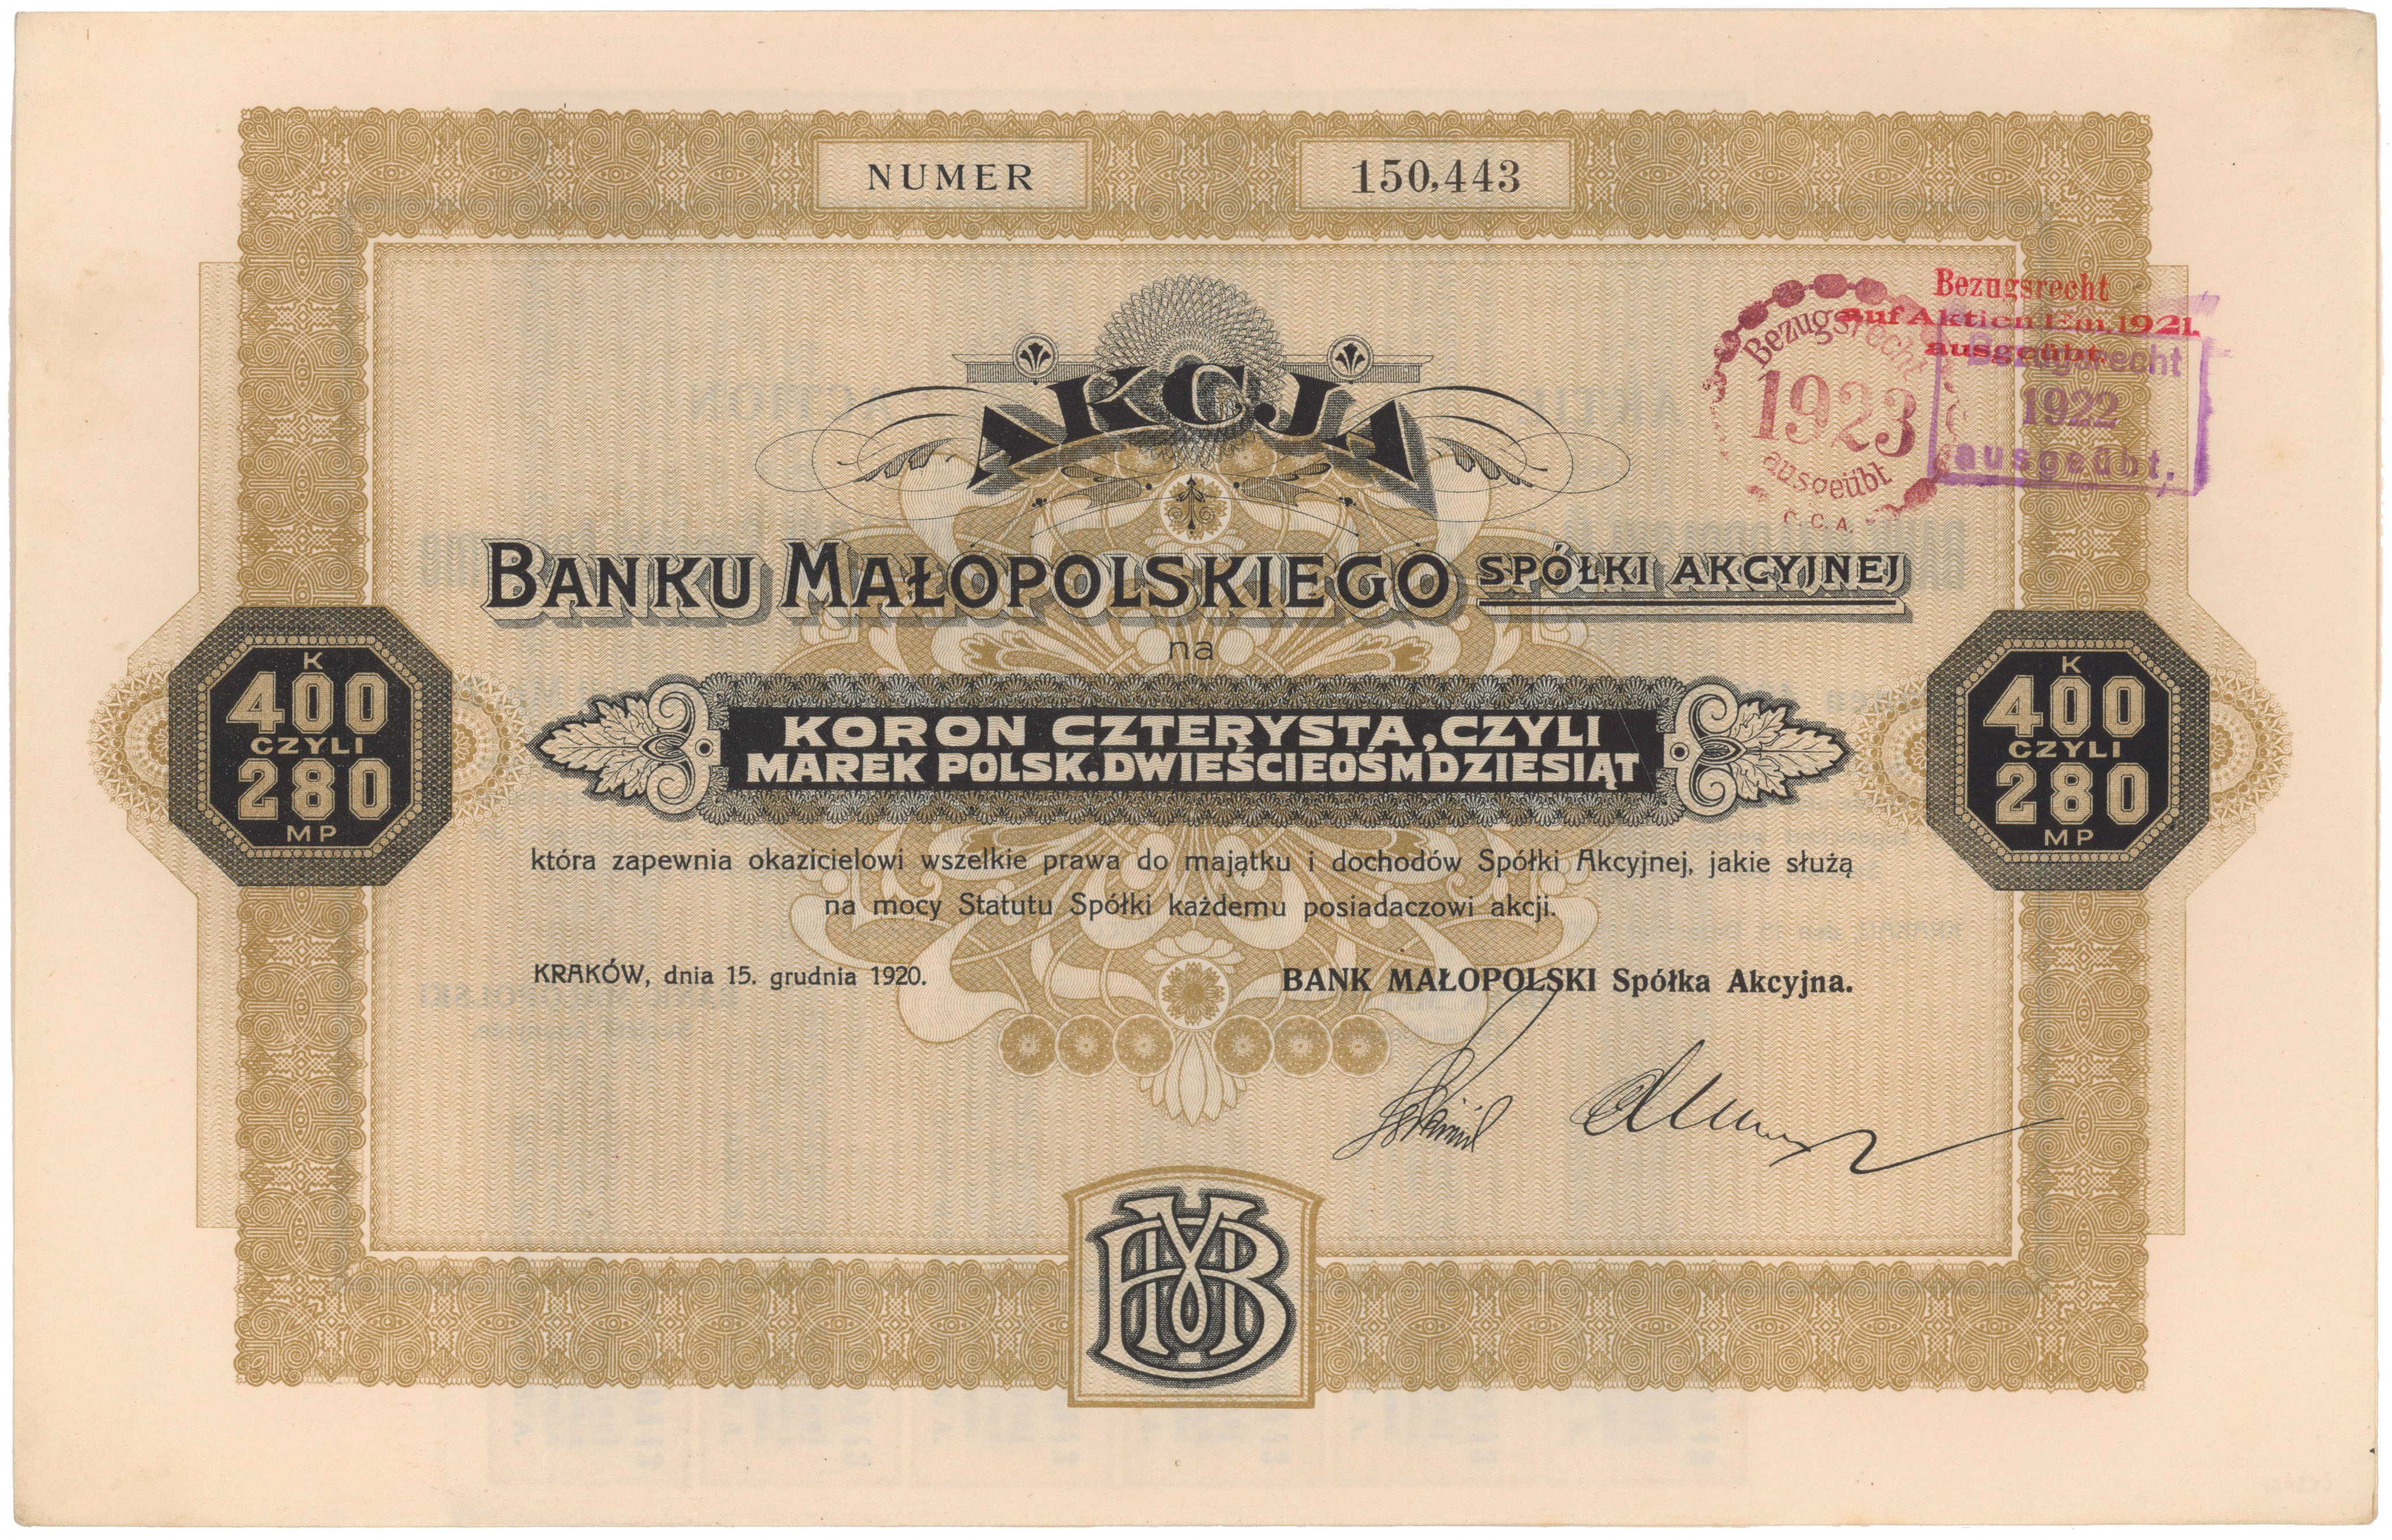 NUMER 150,443
AKCJA
Bezugsrecht
auf Aktien Em. 1921.
ausgeübt.
Bezugsrecht
1923
ausgeübt
C. C. A.
Bezugsrecht
1922
ausgeübt.
BANKU MAŁOPOLSKIEGO SPÓŁKI AKCYJNEJ
na
K
400
CZYLI
280
MP
KORON CZTERYSTA, CZYLI
MAREK POLSK. DWIEŚCIEOŚMDZIESIĄT
K
400
CZYLI
280
MP
która zapewnia okazicielowi wszelkie prawa do majątku i dochodów Spółki Akcyjnej, jakie służą
na mocy Statutu Spółki każdemu posiadaczowi akcji.
KRAKÓW, dnia 15. grudnia 1920.
BANK MAŁOPOLSKI Spółka Akcyjna.